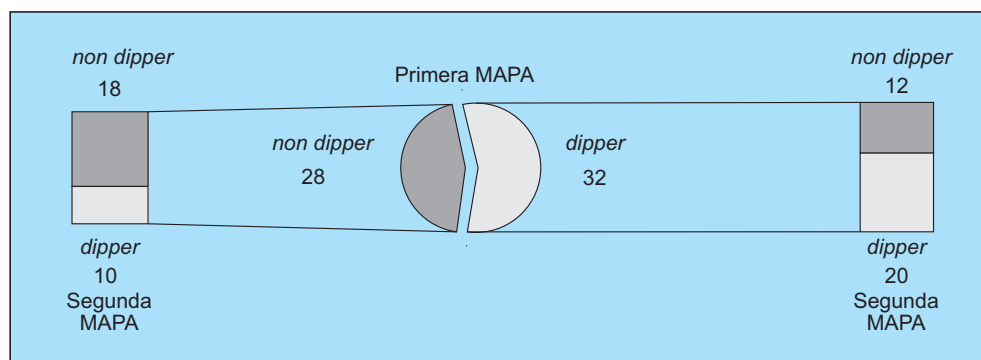 non dipper
18
dipper
10
Segunda
MAPA
Primera MAPA
non dipper
28
dipper
32
non dipper
12
dipper
20
Segunda
MAPA